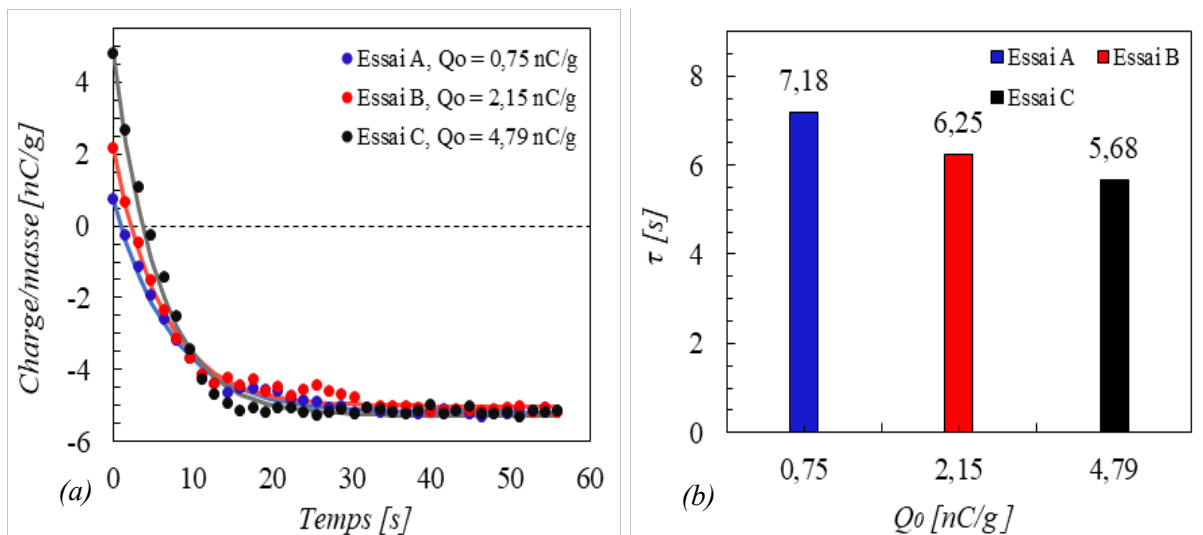 Essai A, Qo = 0,75 nC/g
Essai B, Qo = 2,15 nC/g
Essai C, Qo = 4,79 nC/g
Charge/masse [nC/g]
4
2
0
-2
-4
-6
0 10 20 30 40 50 60
Temps [s]
(a)
Essai A Essai B
Essai C
7,18
6,25
5,68
τ [s]
8
6
4
2
0
0,75 2,15 4,79
Q0 [nC/g]
(b)